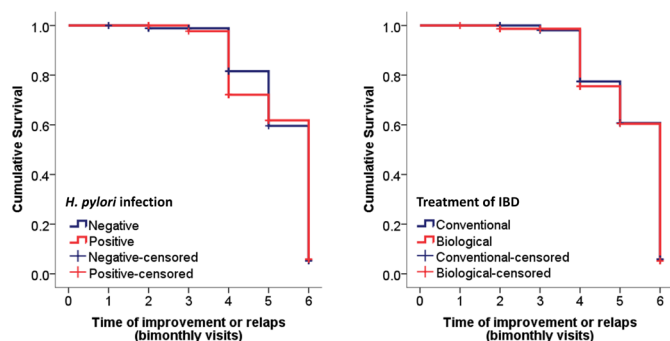 Cumulative Survival
1.0
0.8
0.6
0.4
0.2
0.0
H. pylori infection
Negative
Positive
Negative-censored
Positive-censored
0 1 2 3 4 5 6
Time of improvement or relaps
(bimonthly visits)
Cumulative Survival
1.0
0.8
0.6
0.4
0.2
0.0
Treatment of IBD
Conventional
Biological
Conventional-censored
Biological-censored
0 1 2 3 4 5 6
Time of improvement or relaps
(bimonthly visits)